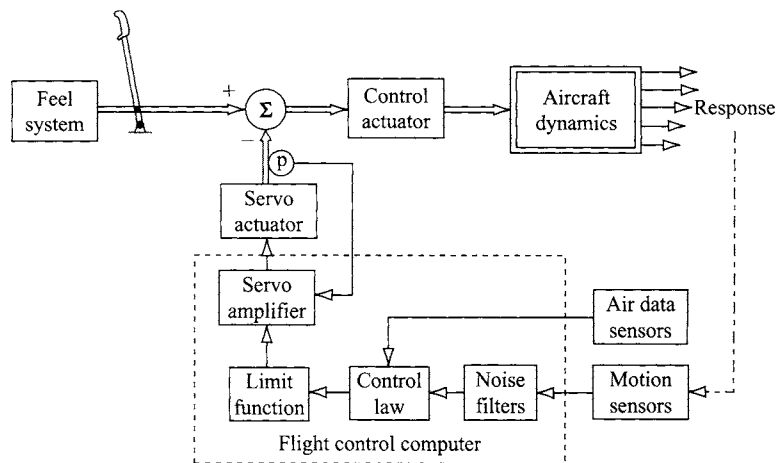 Feel
system
+
Σ
−
Control
actuator
Aircraft
dynamics
Response
p
Servo
actuator
Servo
amplifier
Air data
sensors
Limit
function
Control
law
Noise
filters
Motion
sensors
Flight control computer